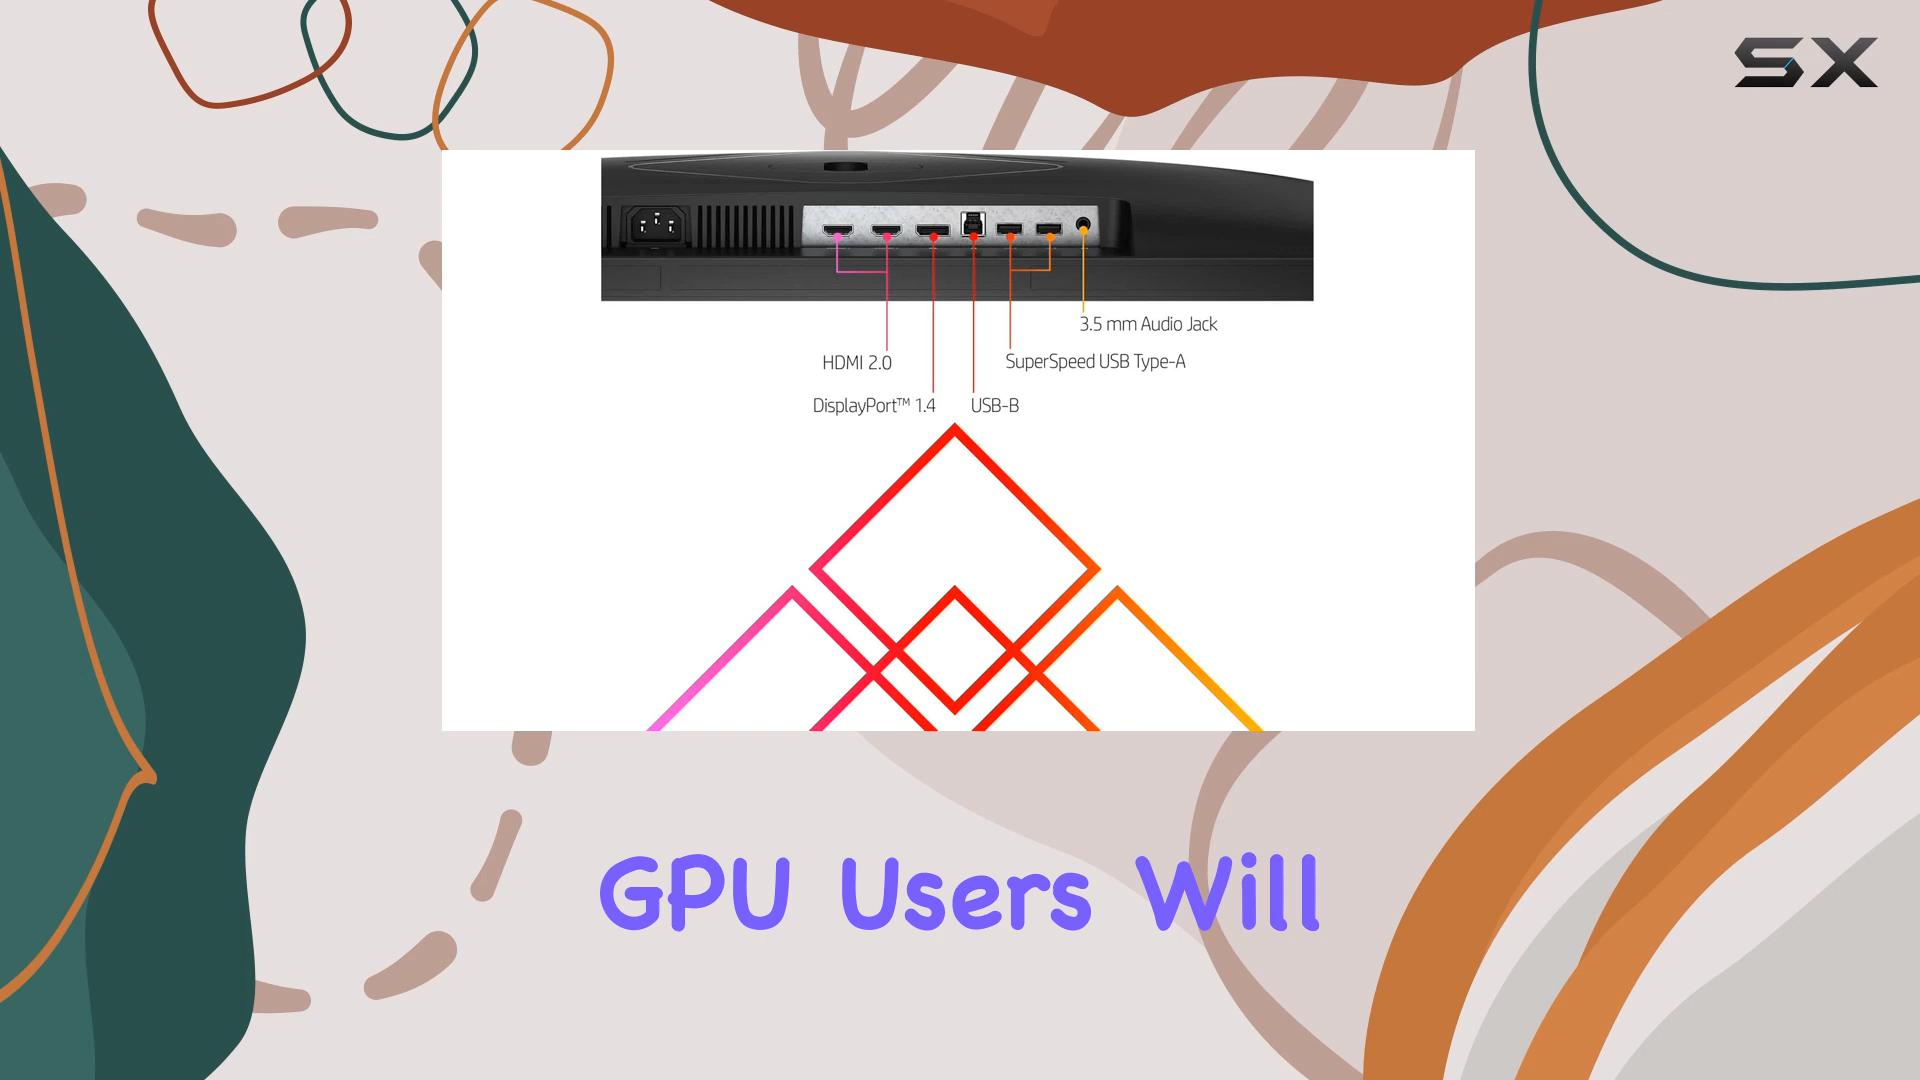 SX
3.5 mm Audio Jack
HDMI 2.0
SuperSpeed USB Type-A
DisplayPort™ 1.4
USB-B
GPU Users Will